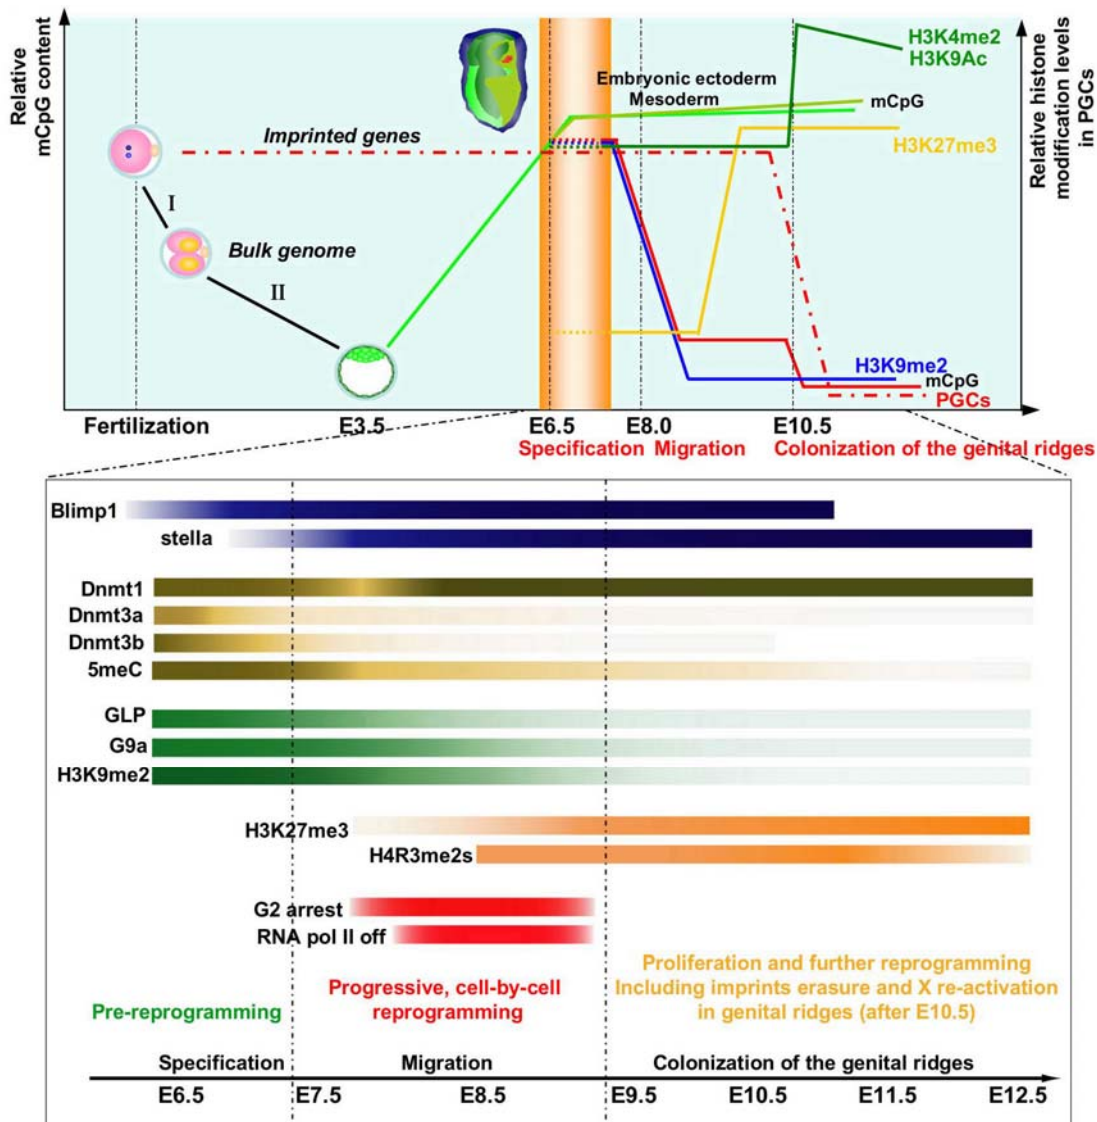 Relative
mCpG content
Relative histone
modification levels
in PGCs
H3K4me2
H3K9Ac
Embryonic ectoderm
Mesoderm
mCpG
Imprinted genes
H3K27me3
I
Bulk genome
II
H3K9me2
mCpG
PGCs
Fertilization
E3.5
E6.5
E8.0
E10.5
Specification
Migration
Colonization of the genital ridges
Blimp1
stella
Dnmt1
Dnmt3a
Dnmt3b
5meC
GLP
G9a
H3K9me2
H3K27me3
H4R3me2s
G2 arrest
RNA pol II off
Pre-reprogramming
Progressive, cell-by-cell
reprogramming
Proliferation and further reprogramming
Including imprints erasure and X re-activation
in genital ridges (after E10.5)
Specification
Migration
Colonization of the genital ridges
E6.5
E7.5
E8.5
E9.5
E10.5
E11.5
E12.5